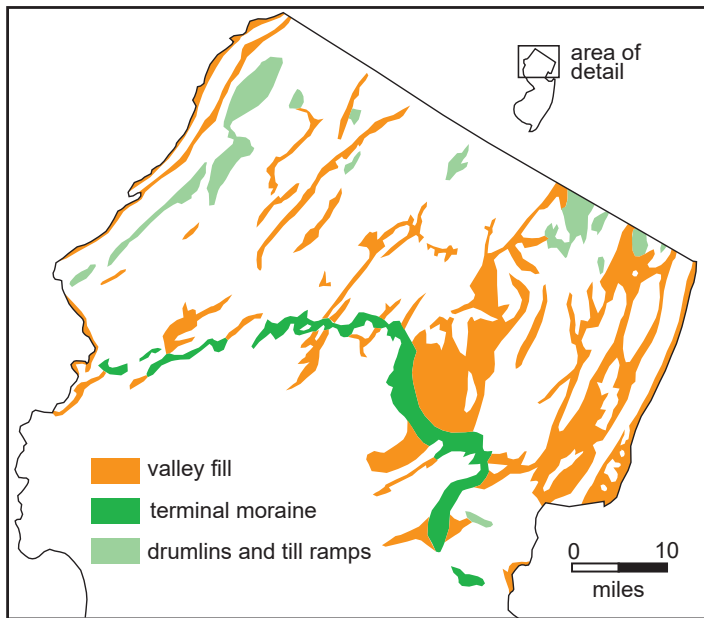 area of
detail
valley fill
terminal moraine
drumlins and till ramps
0 10
miles